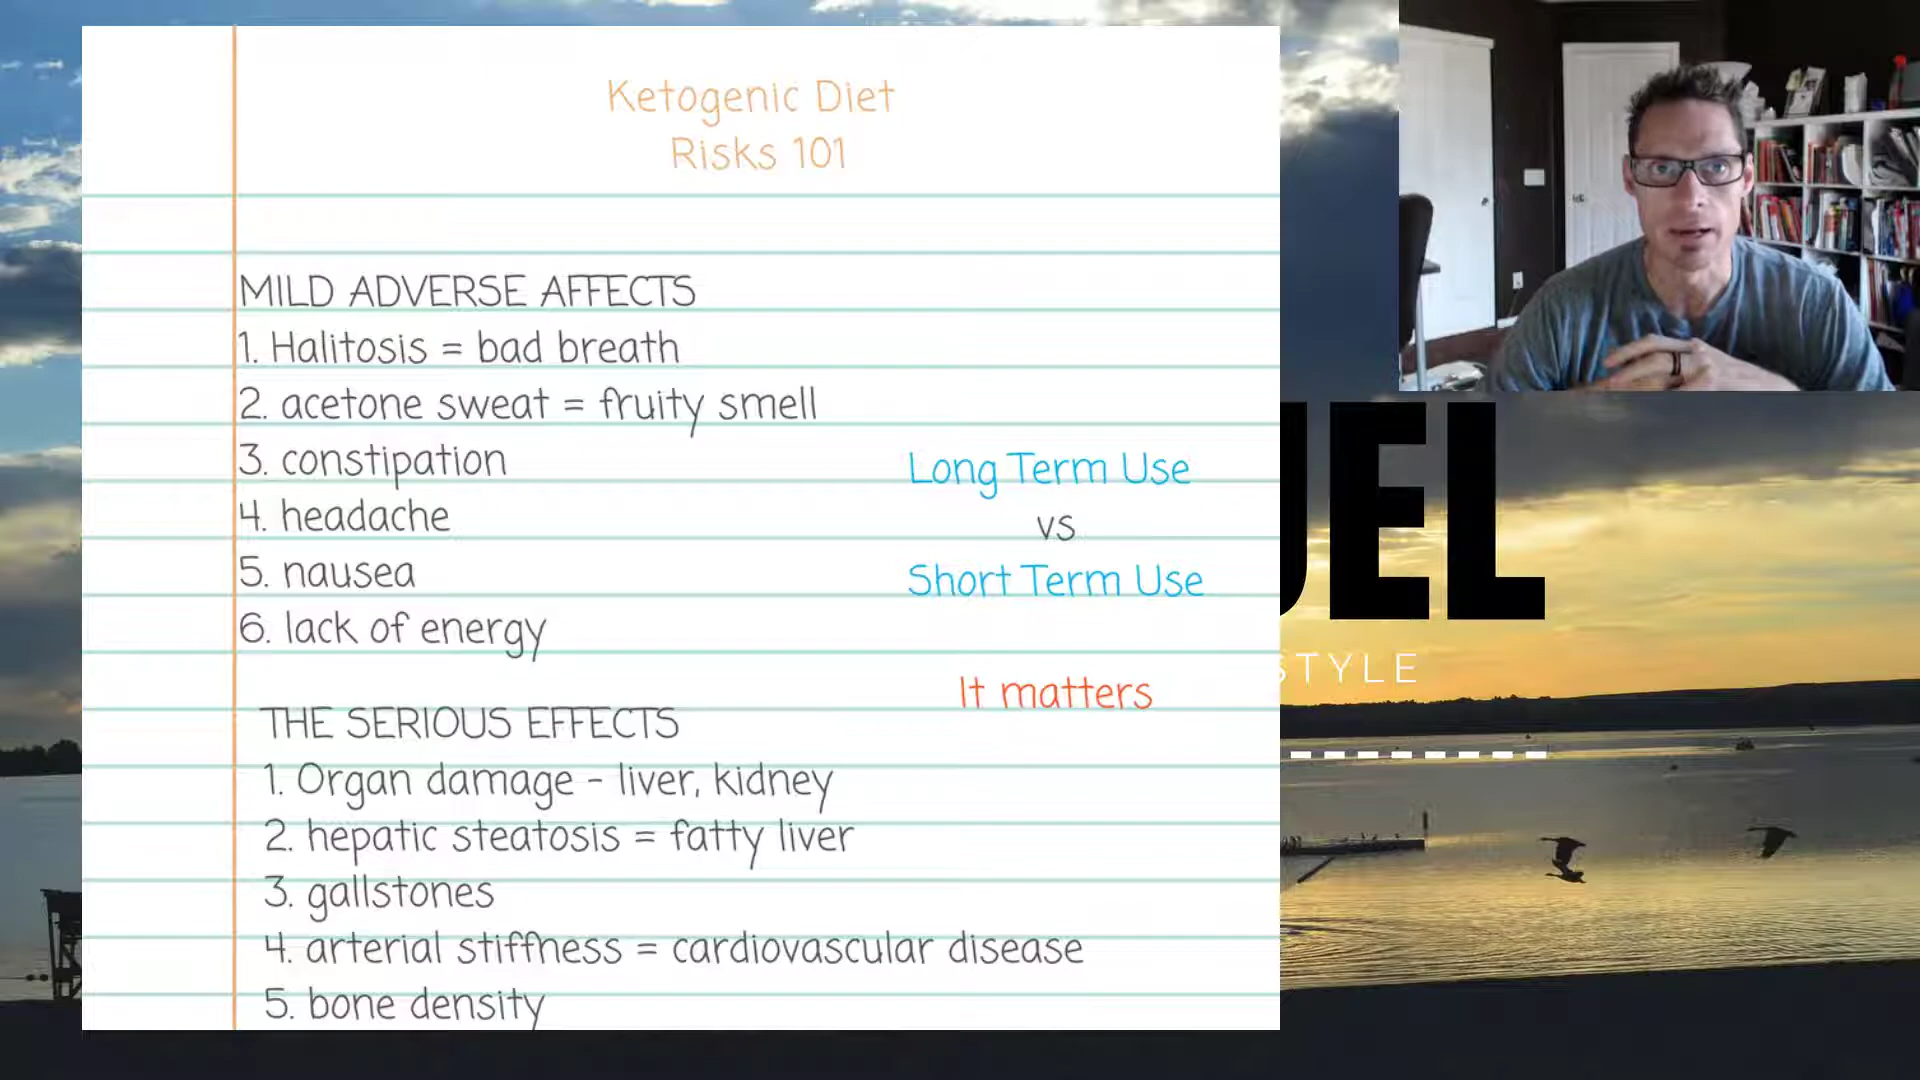 Ketogenic Diet
Risks 101
MILD ADVERSE AFFECTS
1. Halitosis = bad breath
2. acetone sweat = fruity smell
3. constipation
4. headache
5. nausea
6. lack of energy
Long Term Use
vs
Short Term Use
It matters
THE SERIOUS EFFECTS
1. Organ damage - liver, kidney
2. hepatic steatosis = fatty liver
3. gallstones
4. arterial stiffness = cardiovascular disease
5. bone density
UEL
STYLE